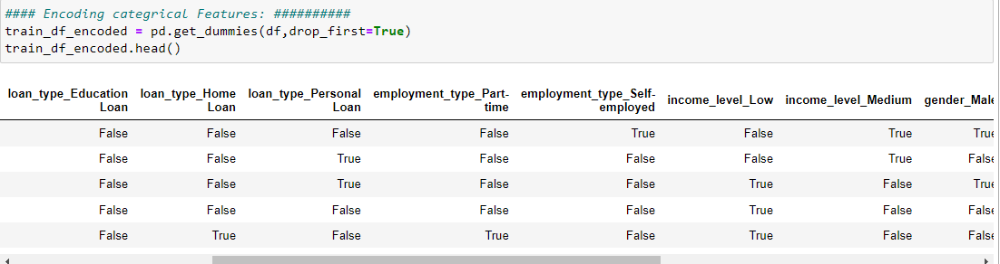 #### Encoding categrical Features: ##########
train_df_encoded = pd.get_dummies(df,drop_first=True)
train_df_encoded.head()
loan_type_Education Loan loan_type_Home Loan loan_type_Personal Loan employment_type_Part-time employment_type_Self-employed income_level_Low income_level_Medium gender_Male
False False False False True False True True
False False True False False False True False
False False True False False True False True
False False False False False True False False
False True False True False True False False